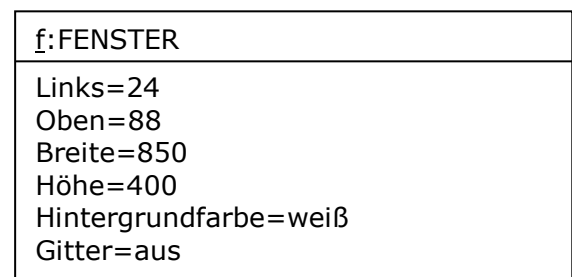 f:FENSTER
Links=24
Oben=88
Breite=850
Höhe=400
Hintergrundfarbe=weiß
Gitter=aus